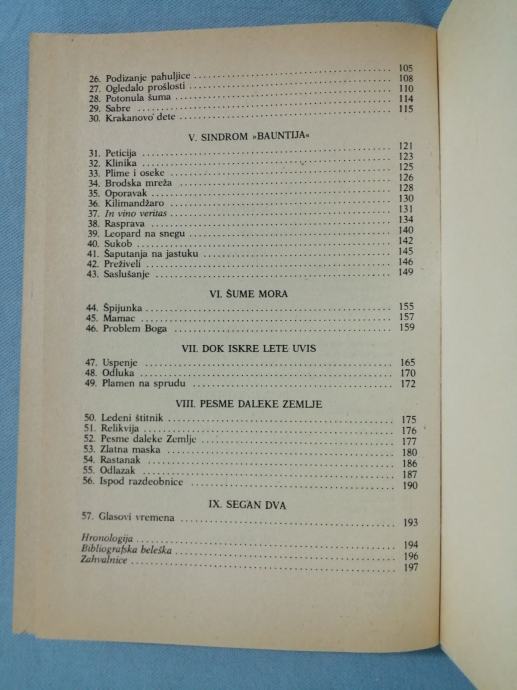 26. Podizanje pahuljice 105
27. Ogledalo prošlosti 108
28. Potonula šuma 110
29. Sabre 114
30. Krakanovo dete 115
V. SINDROM »BAUNTIJA«
31. Peticija 121
32. Klinika 123
33. Plime i oseke 125
34. Brodska mreža 126
35. Oporavak 128
36. Kilimandžaro 130
37. In vino veritas 131
38. Rasprava 134
39. Leopard na snegu 140
40. Sukob 142
41. Šaputanja na jastuku 145
42. Preživeli 146
43. Saslušanje 149
VI. ŠUME MORA
44. Špijunka 155
45. Mamac 157
46. Problem Boga 159
VII. DOK ISKRE LETE UVIS
47. Uspenje 165
48. Odluka 170
49. Plamen na sprudu 172
VIII. PESME DALEKE ZEMLJE
50. Ledeni štitnik 175
51. Relikvija 176
52. Pesme daleke Zemlje 177
53. Zlatna maska 180
54. Rastanak 186
55. Odlazak 187
56. Ispod razdeobnice 190
IX. SEGAN DVA
57. Glasovi vremena 193
Hronologija 194
Bibliografska beleška 196
Zahvalnice 197